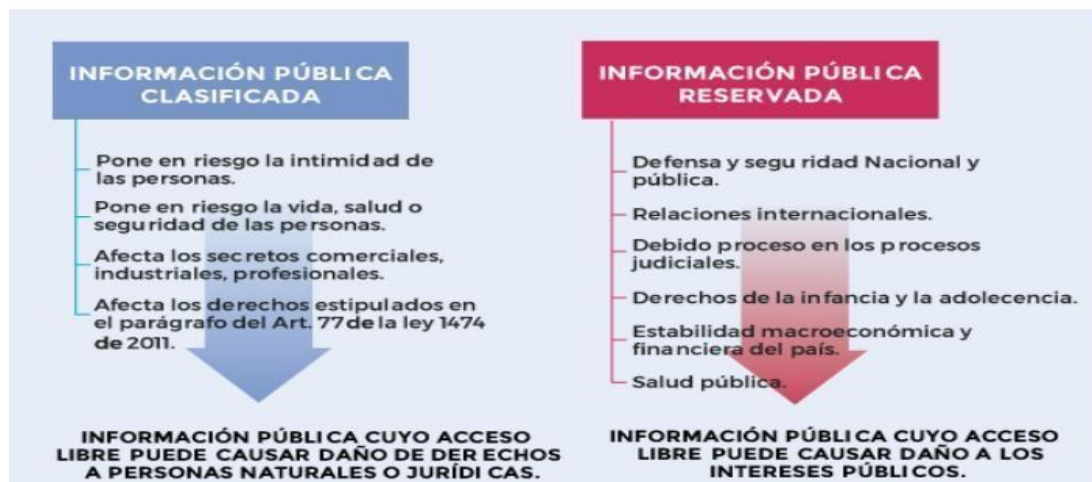 INFORMACIÓN PÚBLICA
CLASIFICADA
Pone en riesgo la intimidad de
las personas.
Pone en riesgo la vida, salud o
seguridad de las personas.
Afecta los secretos comerciales,
industriales, profesionales.
Afecta los derechos estipulados en
el parágrafo del Art. 77 de la ley 1474
de 2011.
INFORMACIÓN PÚBLICA CUYO ACCESO
LIBRE PUEDE CAUSAR DAÑO DE DERECHOS
A PERSONAS NATURALES O JURÍDICAS.
INFORMACIÓN PÚBLICA
RESERVADA
Defensa y seguridad Nacional y
pública.
Relaciones internacionales.
Debido proceso en los procesos
judiciales.
Derechos de la infancia y la adolecencia.
Estabilidad macroeconómica y
financiera del país.
Salud pública.
INFORMACIÓN PÚBLICA CUYO ACCESO
LIBRE PUEDE CAUSAR DAÑO A LOS
INTERESES PÚBLICOS.